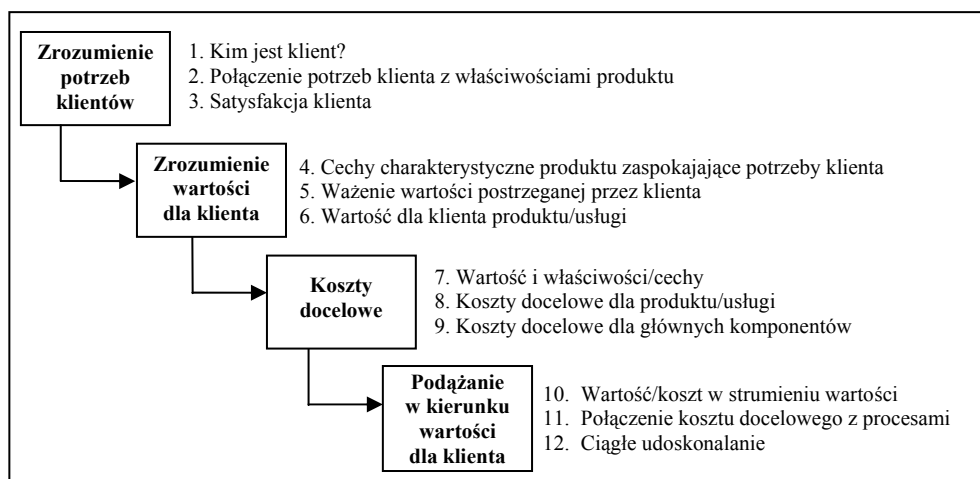 Zrozumienie
potrzeb
klientów
1. Kim jest klient?
2. Połączenie potrzeb klienta z właściwościami produktu
3. Satysfakcja klienta
Zrozumienie
wartości
dla klienta
4. Cechy charakterystyczne produktu zaspokajające potrzeby klienta
5. Ważenie wartości postrzeganej przez klienta
6. Wartość dla klienta produktu/usługi
Koszty
docelowe
7. Wartość i właściwości/cechy
8. Koszty docelowe dla produktu/usługi
9. Koszty docelowe dla głównych komponentów
Podążanie
w kierunku
wartości
dla klienta
10. Wartość/koszt w strumieniu wartości
11. Połączenie kosztu docelowego z procesami
12. Ciągłe udoskonalanie